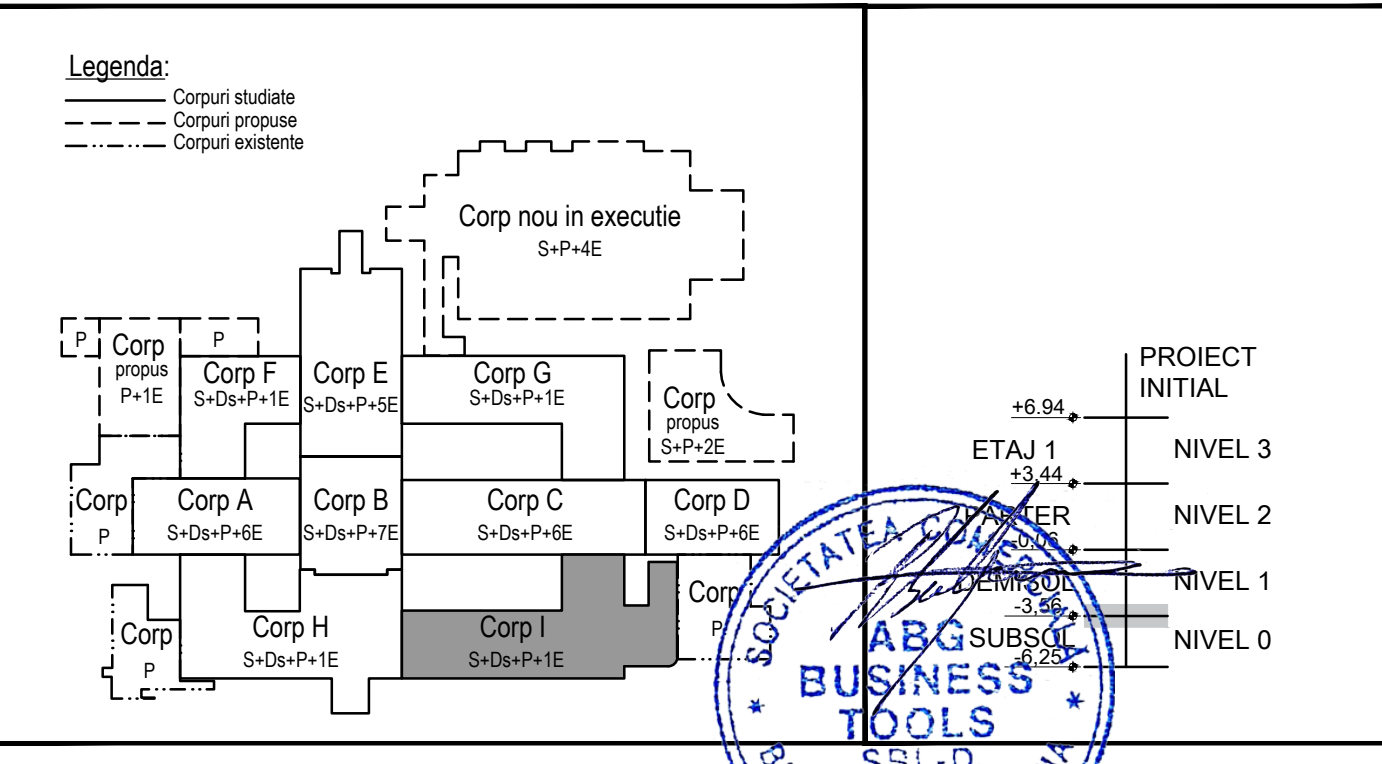 Legenda:
Corpuri studiate
Corpuri propuse
Corpuri existente
Corp nou in executie
S+P+4E
P
Corp
propus
P+1E
P
Corp F
S+Ds+P+1E
Corp E
S+Ds+P+5E
Corp G
S+Ds+P+1E
Corp
propus
S+P+2E
Corp
P
Corp A
S+Ds+P+6E
Corp B
S+Ds+P+7E
Corp C
S+Ds+P+6E
Corp D
S+Ds+P+6E
Corp
P
Corp H
S+Ds+P+1E
Corp I
S+Ds+P+1E
Corp
P
PROIECT
INITIAL
+6.94
ETAJ 1
NIVEL 3
+3,44
PARTER
NIVEL 2
-0,06
DEMISOL
NIVEL 1
-3,56
SUBSOL
NIVEL 0
-6,25
SOCIETATEA
ABG
BUSINESS
TOOLS